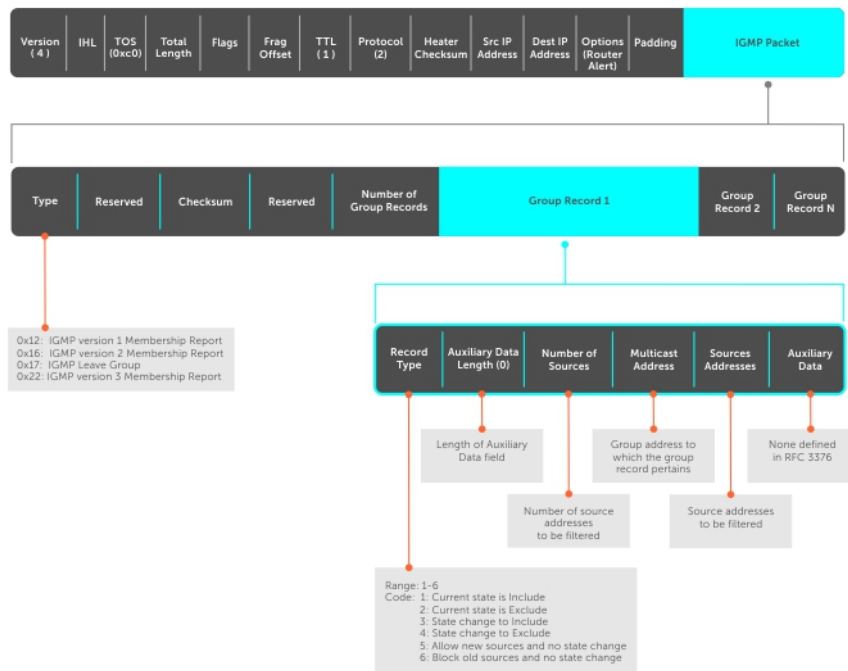 Version
(4)
IHL
TOS
(0xc0)
Total
Length
Flags
Frag
Offset
TTL
(1)
Protocol
(2)
Heater
Checksum
Src IP
Address
Dest IP
Address
Options
(Router
Alert)
Padding
IGMP Packet
Type
Reserved
Checksum
Reserved
Number of
Group Records
Group Record 1
Group
Record 2
Group
Record N
0x12: IGMP version 1 Membership Report
0x16: IGMP version 2 Membership Report
0x17: IGMP Leave Group
0x22: IGMP version 3 Membership Report
Record
Type
Auxiliary Data
Length (0)
Number of
Sources
Multicast
Address
Sources
Addresses
Auxiliary
Data
Length of Auxiliary
Data field
Group address to
which the group
record pertains
None defined
in RFC 3376
Number of source
addresses
to be filtered
Source addresses
to be filtered
Range: 1-6
Code: 1: Current state is Include
2: Current state is Exclude
3: State change to Include
4: State change to Exclude
5: Allow new sources and no state change
6: Block old sources and no state change